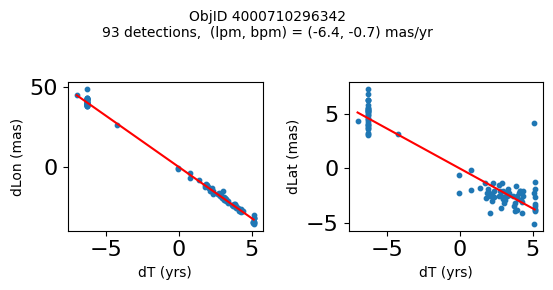 ObjID 4000710296342
93 detections,  (lpm, bpm) = (-6.4, -0.7) mas/yr
50
0
dLon (mas)
−5
0
5
dT (yrs)
5
0
−5
dLat (mas)
−5
0
5
dT (yrs)